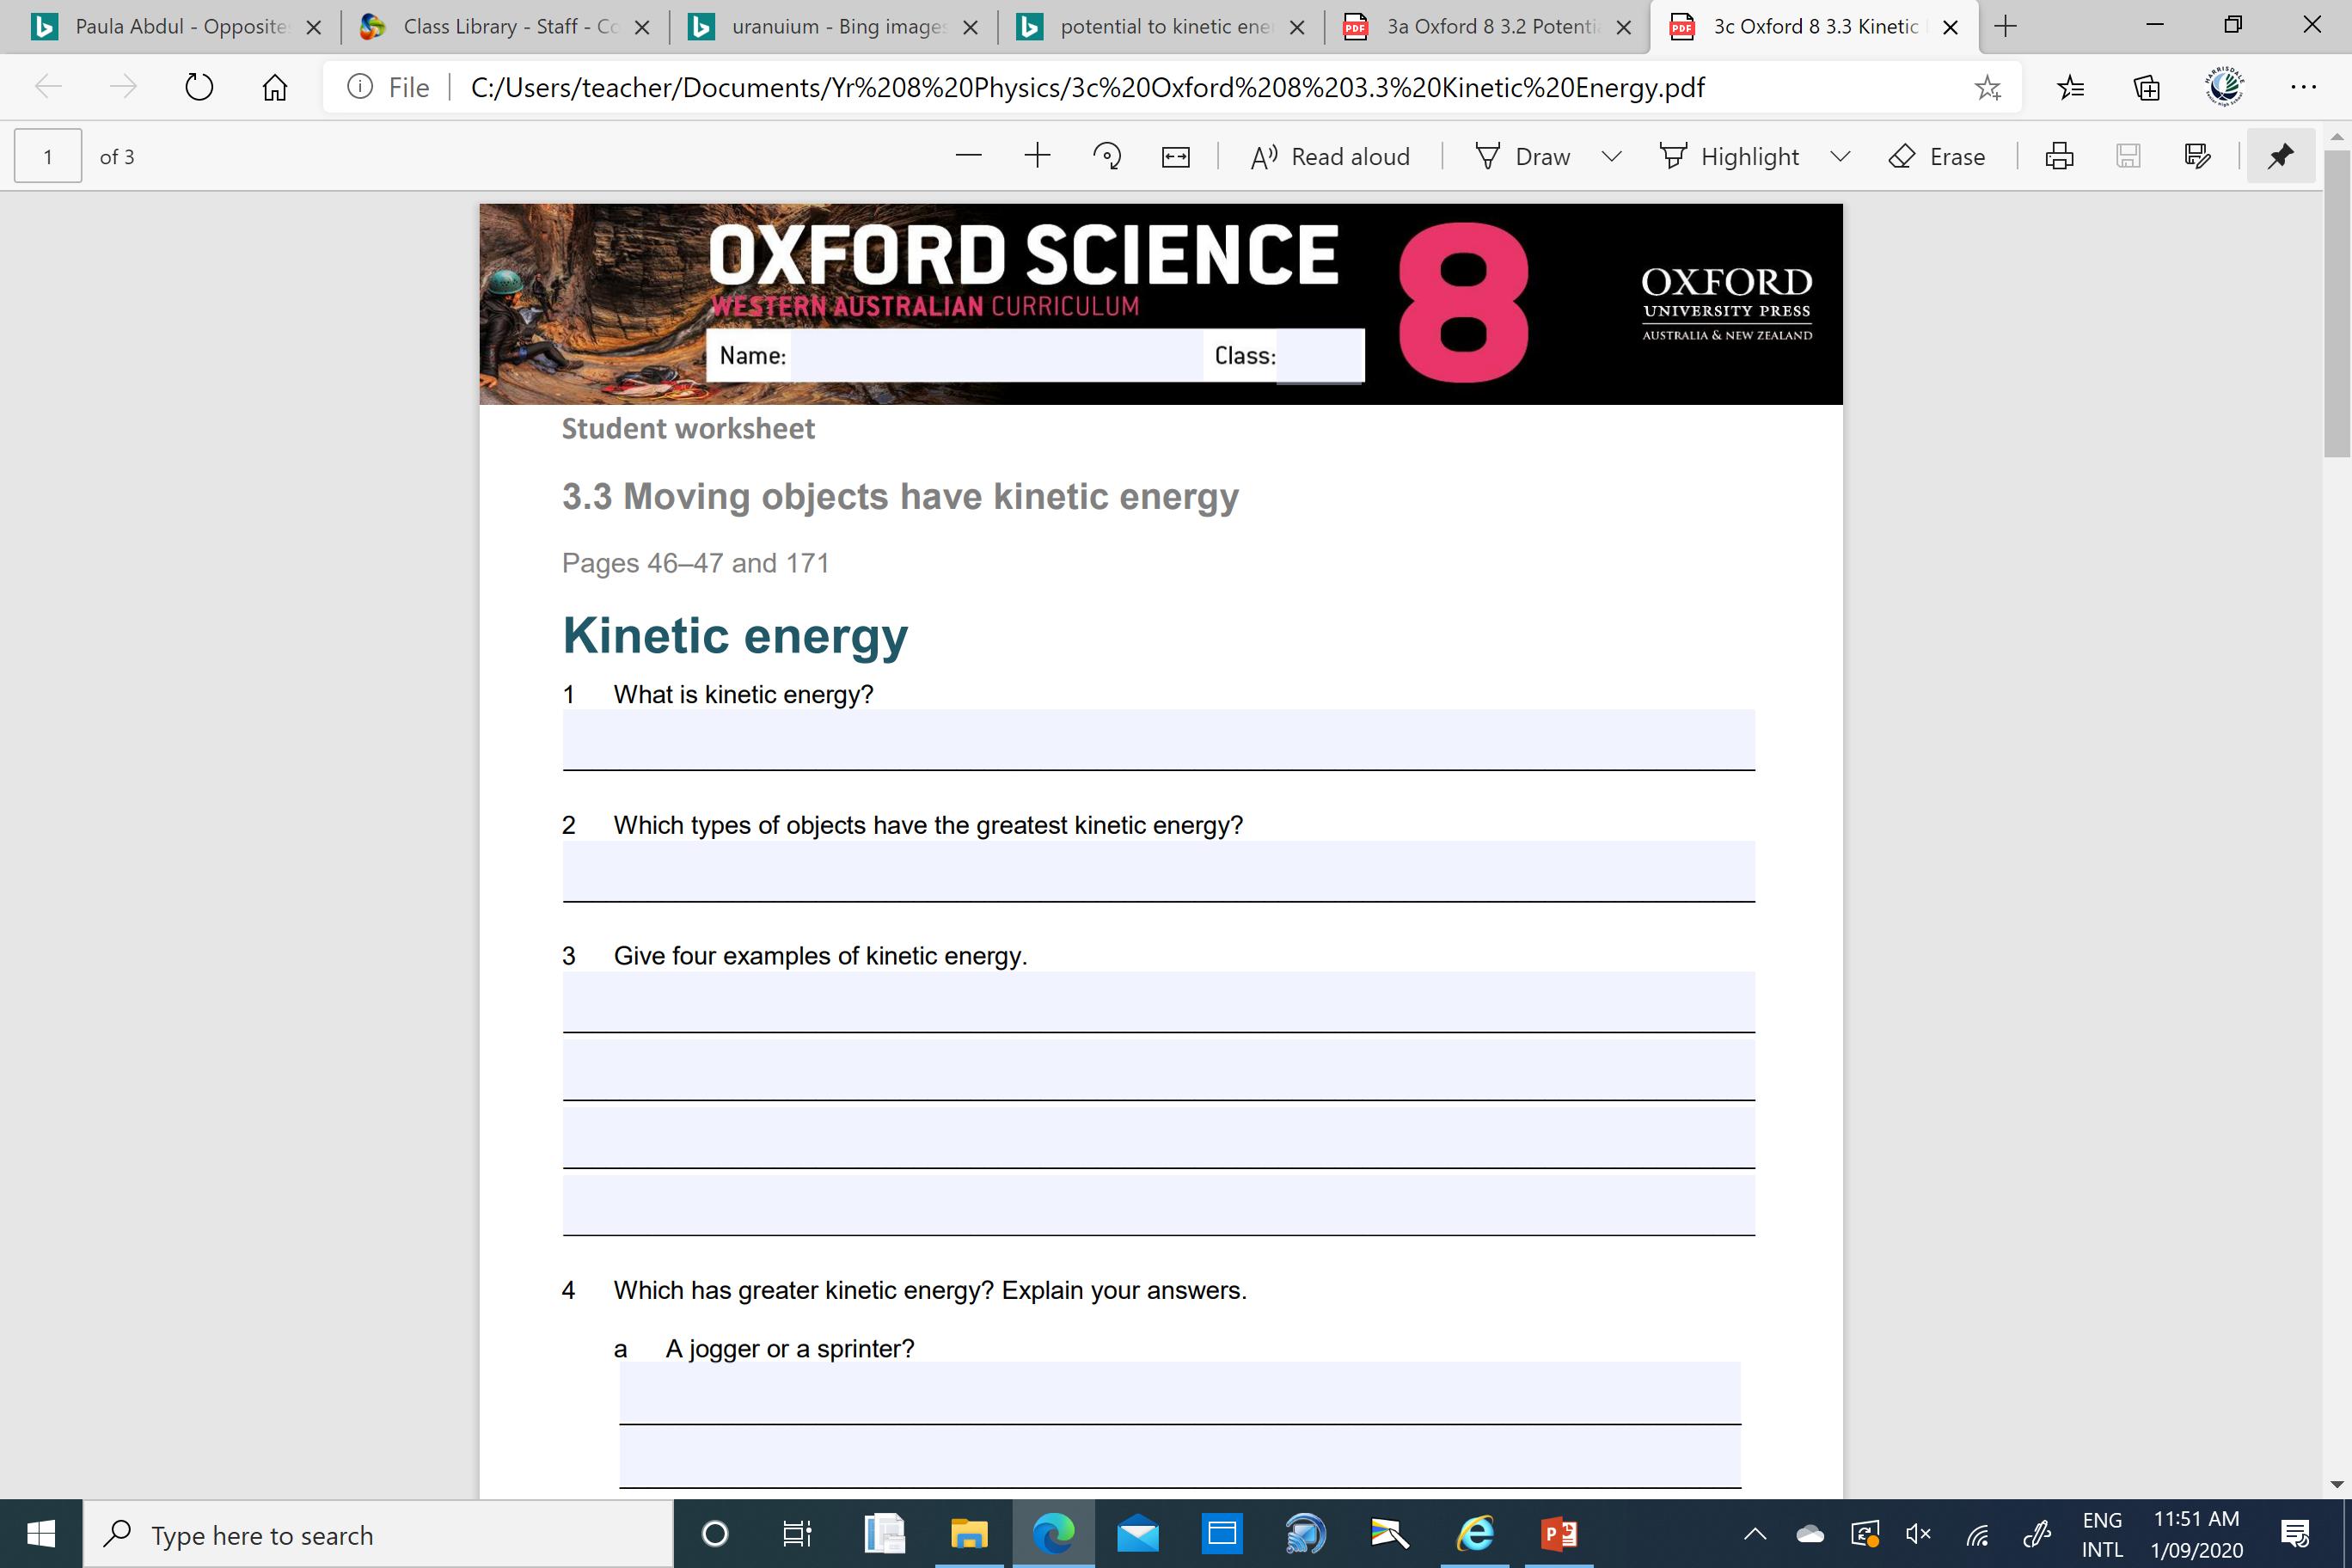 Paula Abdul - Opposite
Class Library - Staff - Co
uranuium - Bing images
potential to kinetic ene
3a Oxford 8 3.2 Potenti
3c Oxford 8 3.3 Kinetic
File
C:/Users/teacher/Documents/Yr%208%20Physics/3c%20Oxford%208%203.3%20Kinetic%20Energy.pdf
1 of 3
Read aloud
Draw
Highlight
Erase
OXFORD SCIENCE 8
WESTERN AUSTRALIAN CURRICULUM
Name:
Class:
OXFORD
UNIVERSITY PRESS
AUSTRALIA & NEW ZEALAND
Student worksheet
3.3 Moving objects have kinetic energy
Pages 46–47 and 171
Kinetic energy
1 What is kinetic energy?
2 Which types of objects have the greatest kinetic energy?
3 Give four examples of kinetic energy.
4 Which has greater kinetic energy? Explain your answers.
a A jogger or a sprinter?
Type here to search
ENG
INTL
11:51 AM
1/09/2020